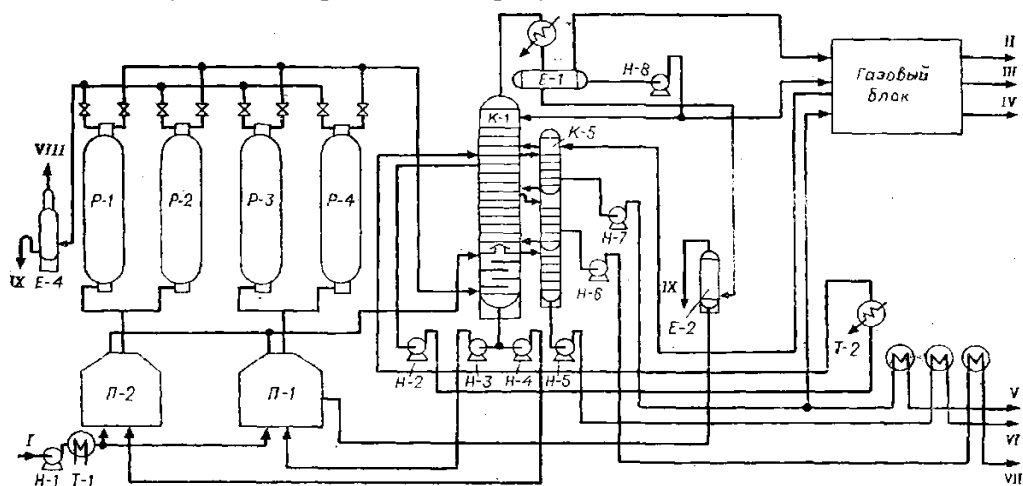 II
E-1
Н-8
Газовый
блок
III
IV
К-1
К-5
VIII
Р-1
Р-2
Р-3
Р-4
Н-7
IX
Е-4
Н-6
IX
Е-2
Т-2
Н-2
Н-3
Н-4
Н-5
П-2
П-1
V
I
VI
Н-1
Т-1
VII